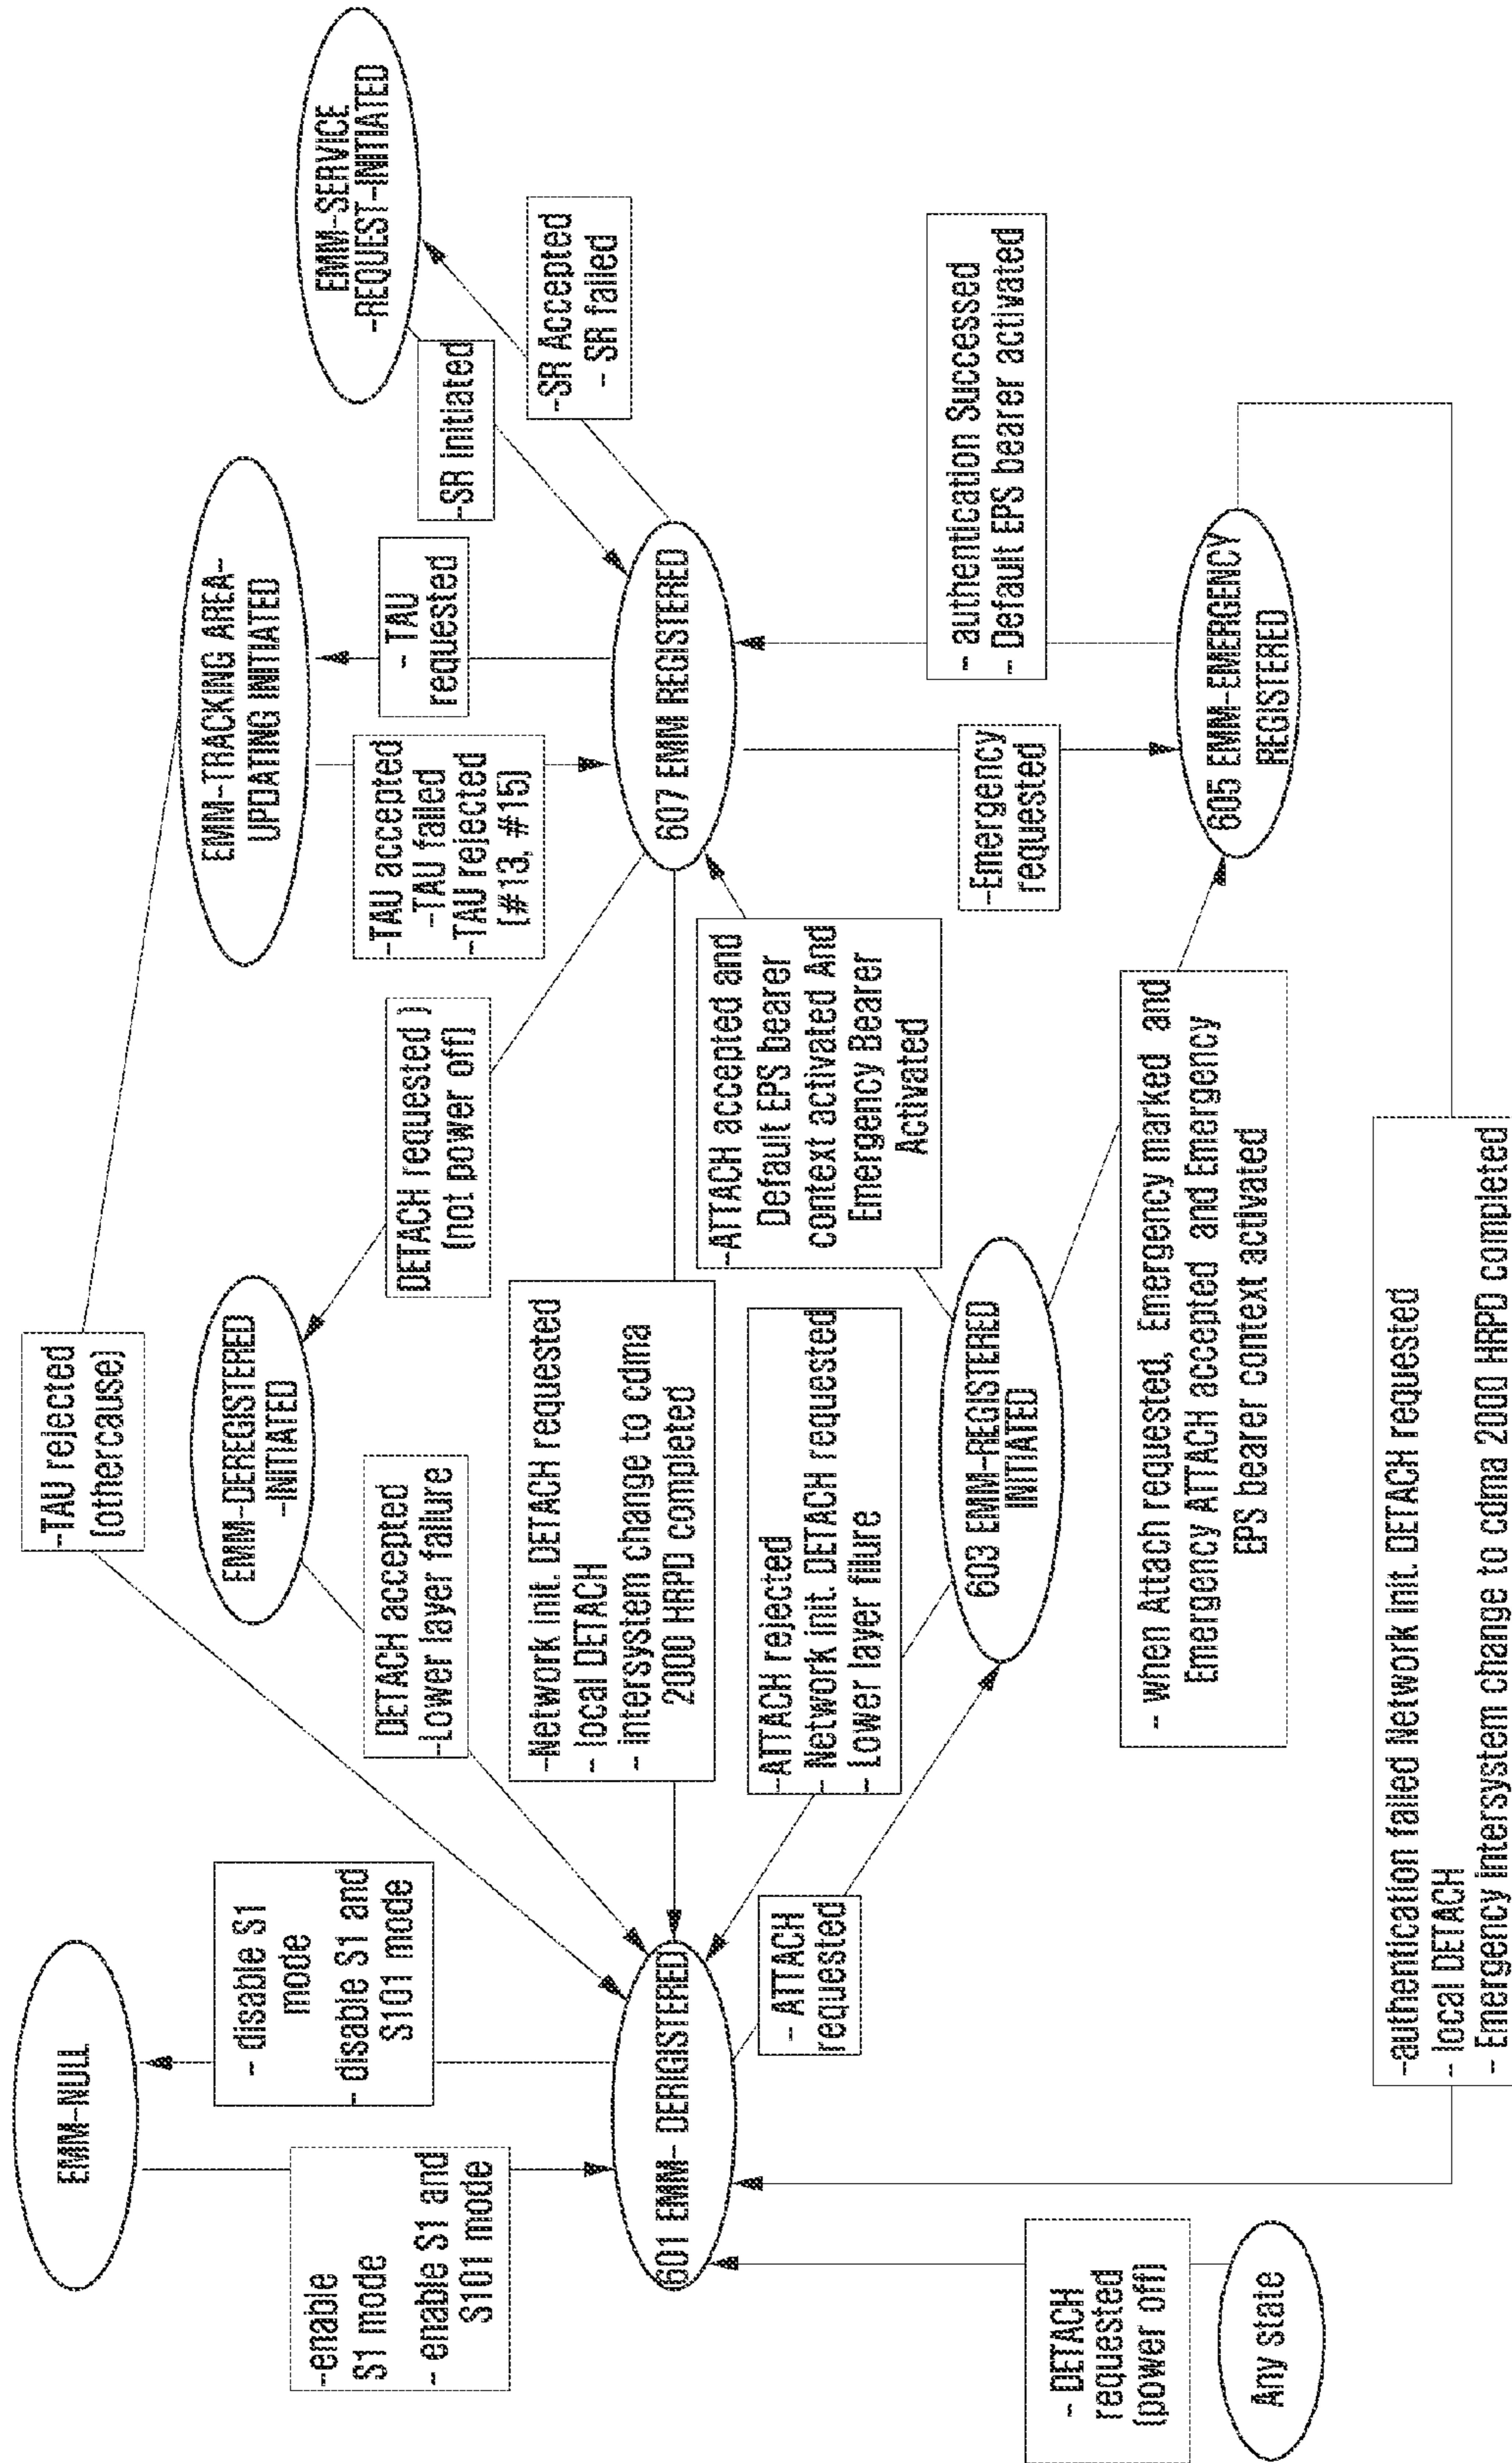 EMM-NULL
-enable
S1 mode
- enable S1 and
S101 mode
- disable S1
mode
- disable S1 and
S101 mode
-TAU rejected
(othercause)
EMM-TRACKING AREA-
UPDATING INITIATED
EMM-SERVICE
-REQUEST-INITIATED
EMM-DEREGISTERED
-INITIATED
DETACH accepted
-Lower layer failure
DETACH requested )
(not power off)
-TAU accepted
-TAU failed
-TAU rejected
(#13, #15)
- TAU
requested
-SR initiated
-SR Accepted
- SR failed
-Network init. DETACH requested
- local DETACH
- intersystem change to cdma
2000 HRPD completed
601 EMM- DERIGISTERED
607 EMM REGISTERED
- ATTACH
requested
-ATTACH rejected
- Network init. DETACH requested
- Lower layer fillure
-ATTACH accepted and
Default EPS bearer
context activated And
Emergency Bearer
Activated
603 EMM-REGISTERED
INITIATED
-Emergency
requested
- authentication Successed
- Default EPS bearer activated
- DETACH
requested
(power off)
Any state
- when Attach requested, Emergency marked and
Emergency ATTACH accepted and Emergency
EPS bearer context activated
605 EMM-EMERGENCY
REGISTERED
-authentication failed Network init. DETACH requested
- local DETACH
- Emergency intersystem change to cdma 2000 HRPD completed